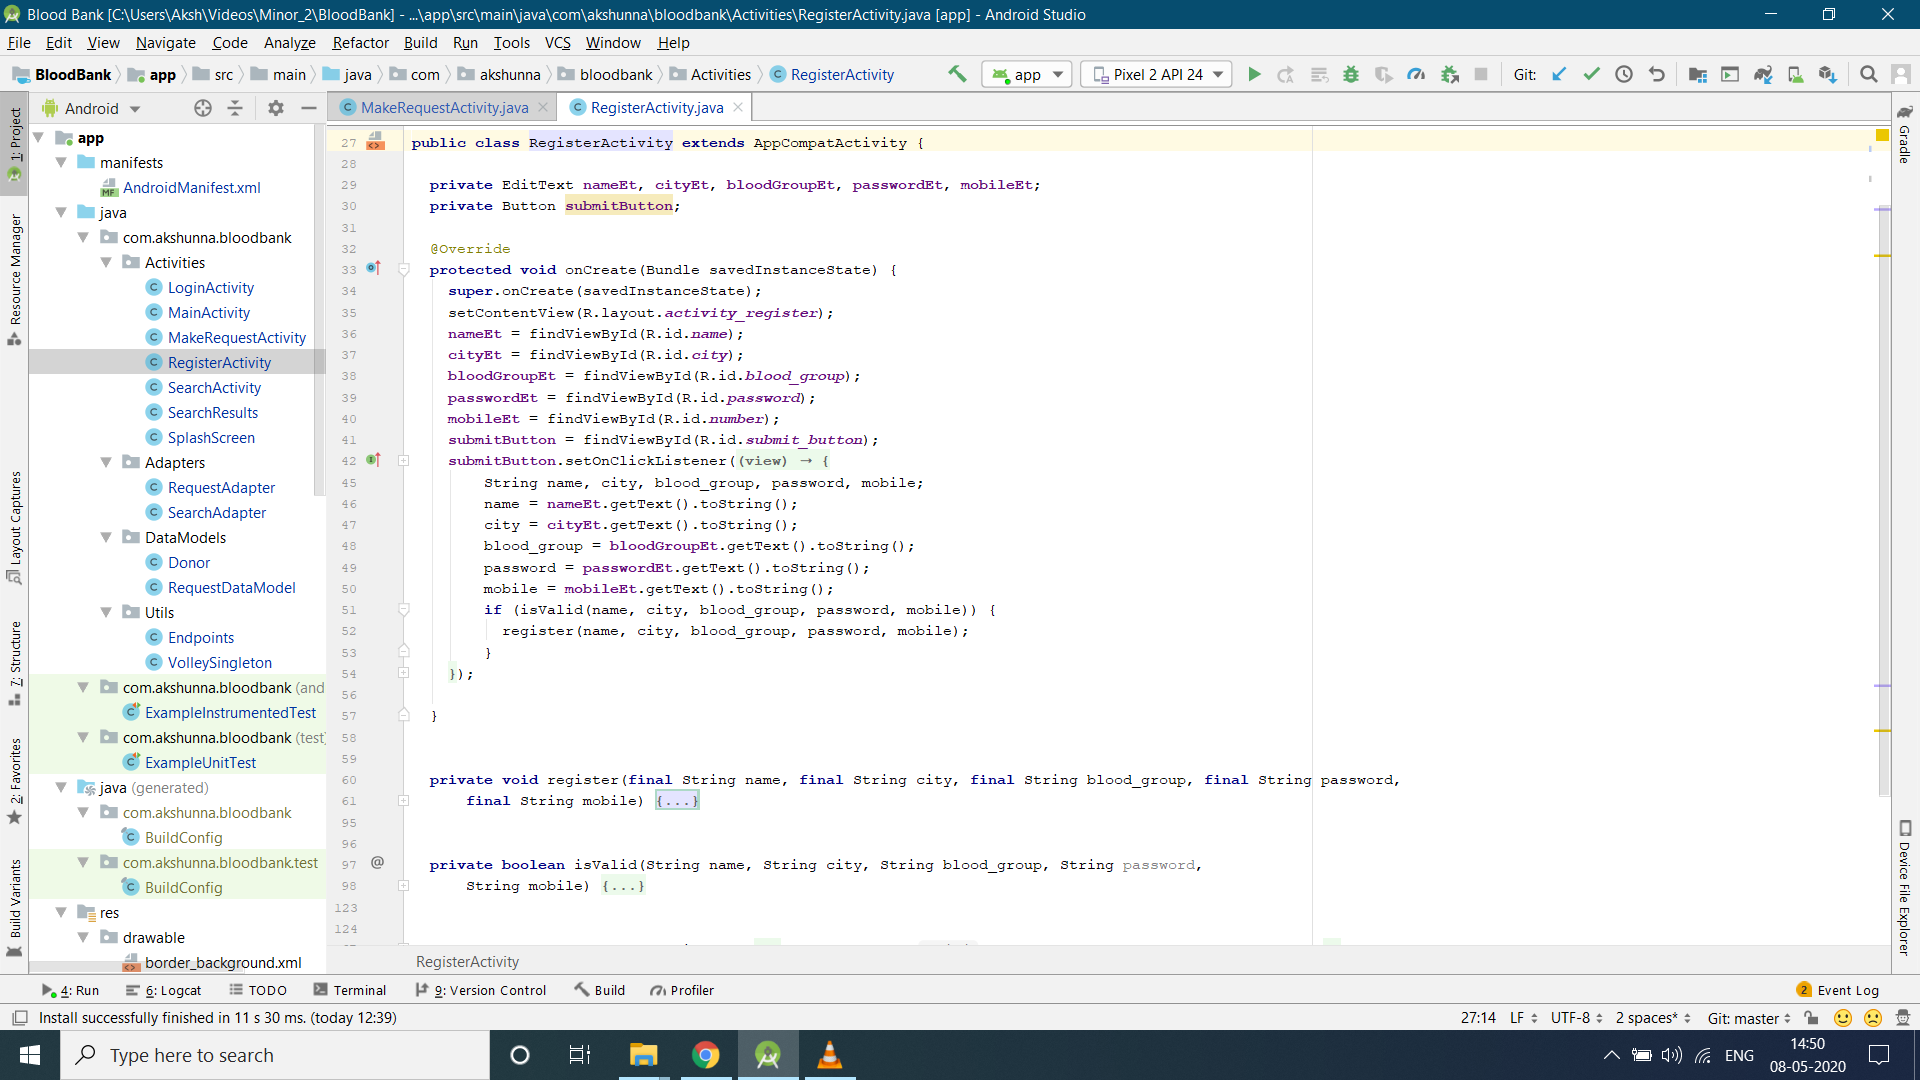 Blood Bank [C:\Users\Aksh\Videos\Minor_2\BloodBank] - ...\app\src\main\java\com\akshunna\bloodbank\Activities\RegisterActivity.java [app] - Android Studio
File Edit View Navigate Code Analyze Refactor Build Run Tools VCS Window Help
BloodBank app src main java com akshunna bloodbank Activities RegisterActivity app Pixel 2 API 24 Git:
Android
MakeRequestActivity.java RegisterActivity.java
1: Project
Resource Manager
Layout Captures
7: Structure
2: Favorites
Build Variants
app
manifests
AndroidManifest.xml
java
com.akshunna.bloodbank
Activities
LoginActivity
MainActivity
MakeRequestActivity
RegisterActivity
SearchActivity
SearchResults
SplashScreen
Adapters
RequestAdapter
SearchAdapter
DataModels
Donor
RequestDataModel
Utils
Endpoints
VolleySingleton
com.akshunna.bloodbank (and
ExampleInstrumentedTest
com.akshunna.bloodbank (test)
ExampleUnitTest
java (generated)
com.akshunna.bloodbank
BuildConfig
com.akshunna.bloodbank.test
BuildConfig
res
drawable
border_background.xml
27 public class RegisterActivity extends AppCompatActivity {
28
29 private EditText nameEt, cityEt, bloodGroupEt, passwordEt, mobileEt;
30 private Button submitButton;
31
32 @Override
33 protected void onCreate(Bundle savedInstanceState) {
34 super.onCreate(savedInstanceState);
35 setContentView(R.layout.activity_register);
36 nameEt = findViewById(R.id.name);
37 cityEt = findViewById(R.id.city);
38 bloodGroupEt = findViewById(R.id.blood_group);
39 passwordEt = findViewById(R.id.password);
40 mobileEt = findViewById(R.id.number);
41 submitButton = findViewById(R.id.submit_button);
42 submitButton.setOnClickListener((view) → {
45 String name, city, blood_group, password, mobile;
46 name = nameEt.getText().toString();
47 city = cityEt.getText().toString();
48 blood_group = bloodGroupEt.getText().toString();
49 password = passwordEt.getText().toString();
50 mobile = mobileEt.getText().toString();
51 if (isValid(name, city, blood_group, password, mobile)) {
52 register(name, city, blood_group, password, mobile);
53 }
54 });
56
57 }
58
59
60 private void register(final String name, final String city, final String blood_group, final String password,
61 final String mobile) {...}
95
96
97 @ private boolean isValid(String name, String city, String blood_group, String password,
98 String mobile) {...}
123
124
RegisterActivity
Gradle
Device File Explorer
4: Run 6: Logcat TODO Terminal 9: Version Control Build Profiler 2 Event Log
Install successfully finished in 11 s 30 ms. (today 12:39) 27:14 LF UTF-8 2 spaces* Git: master
Type here to search
ENG
14:50
08-05-2020